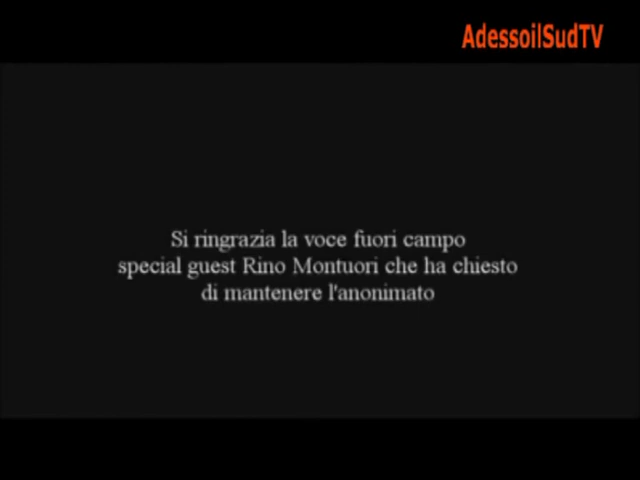 AdessoilSudTV
Si ringrazia la voce fuori campo
special guest Rino Montuori che ha chiesto
di mantenere l'anonimato